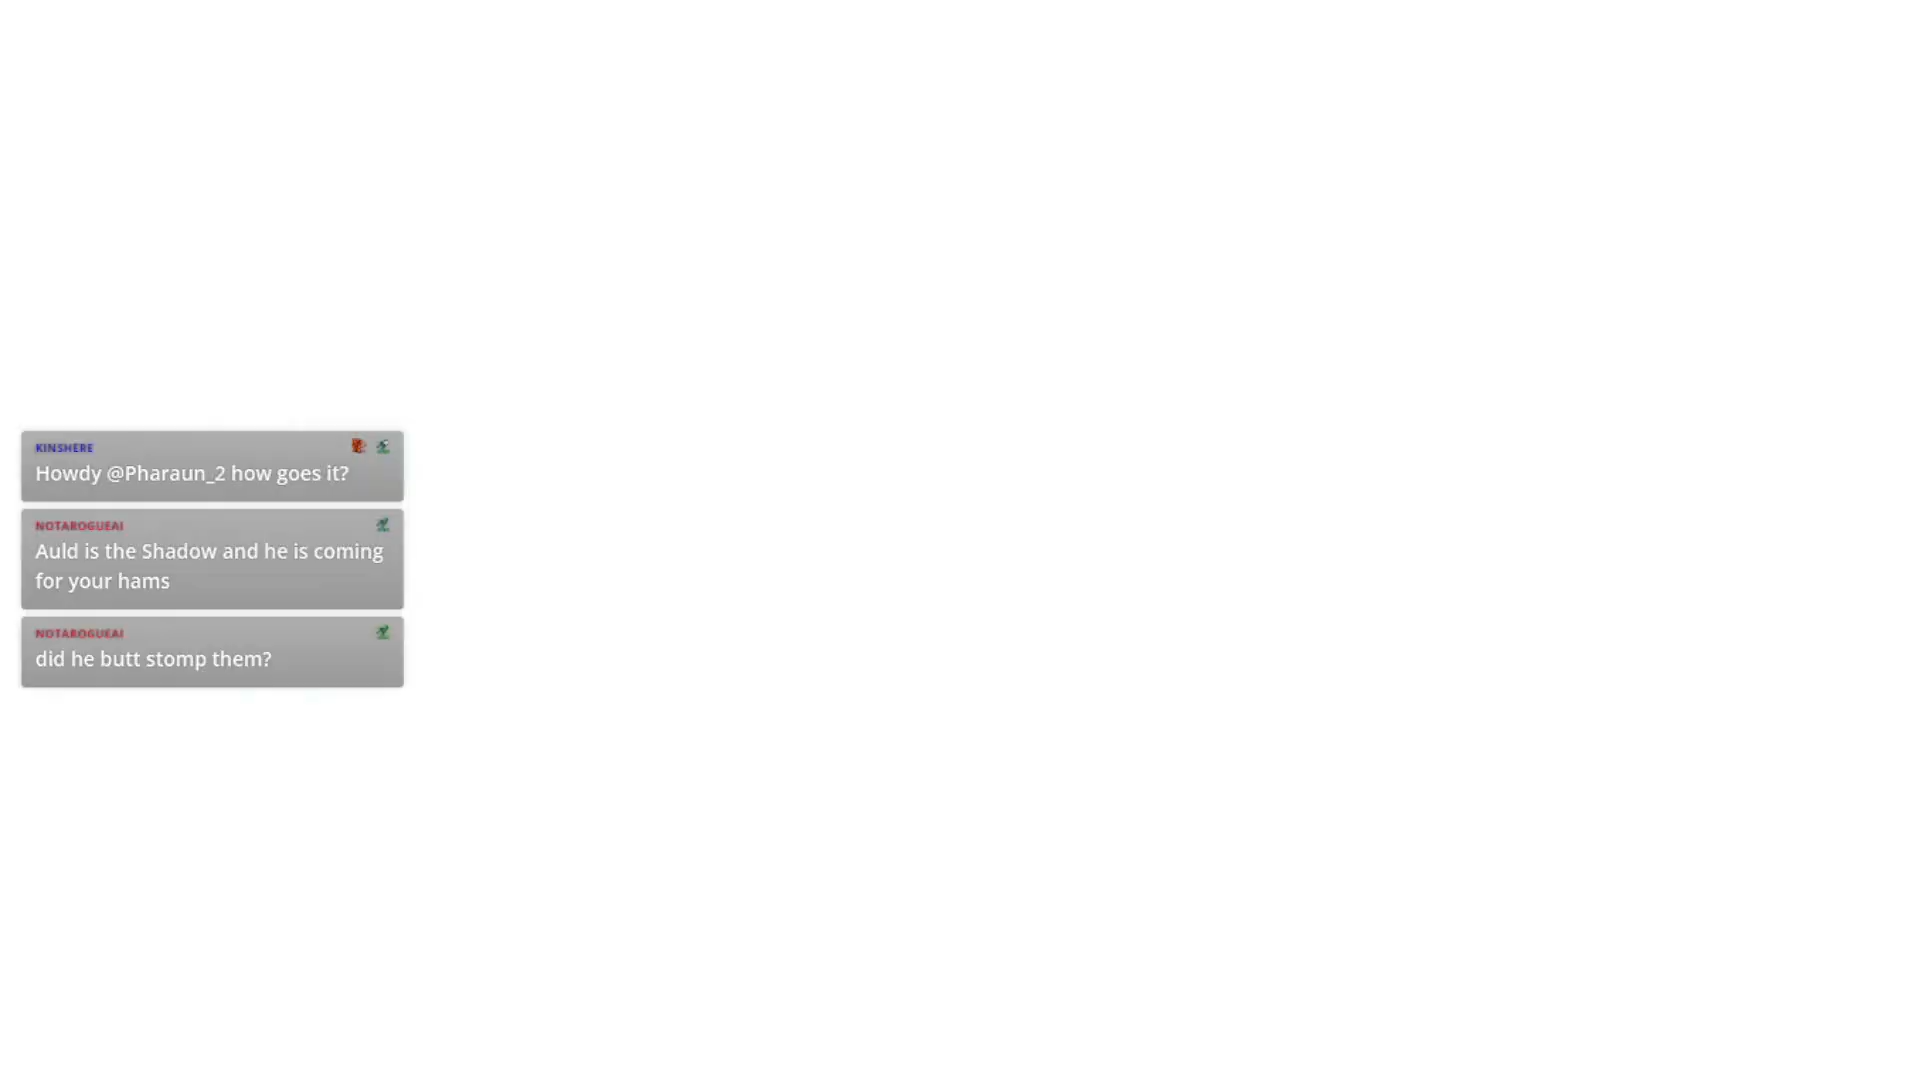 KINSHERE
Howdy @Pharaun_2 how goes it?
NOTAROGUEAI
Auld is the Shadow and he is coming
for your hams
NOTAROGUEAI
did he butt stomp them?